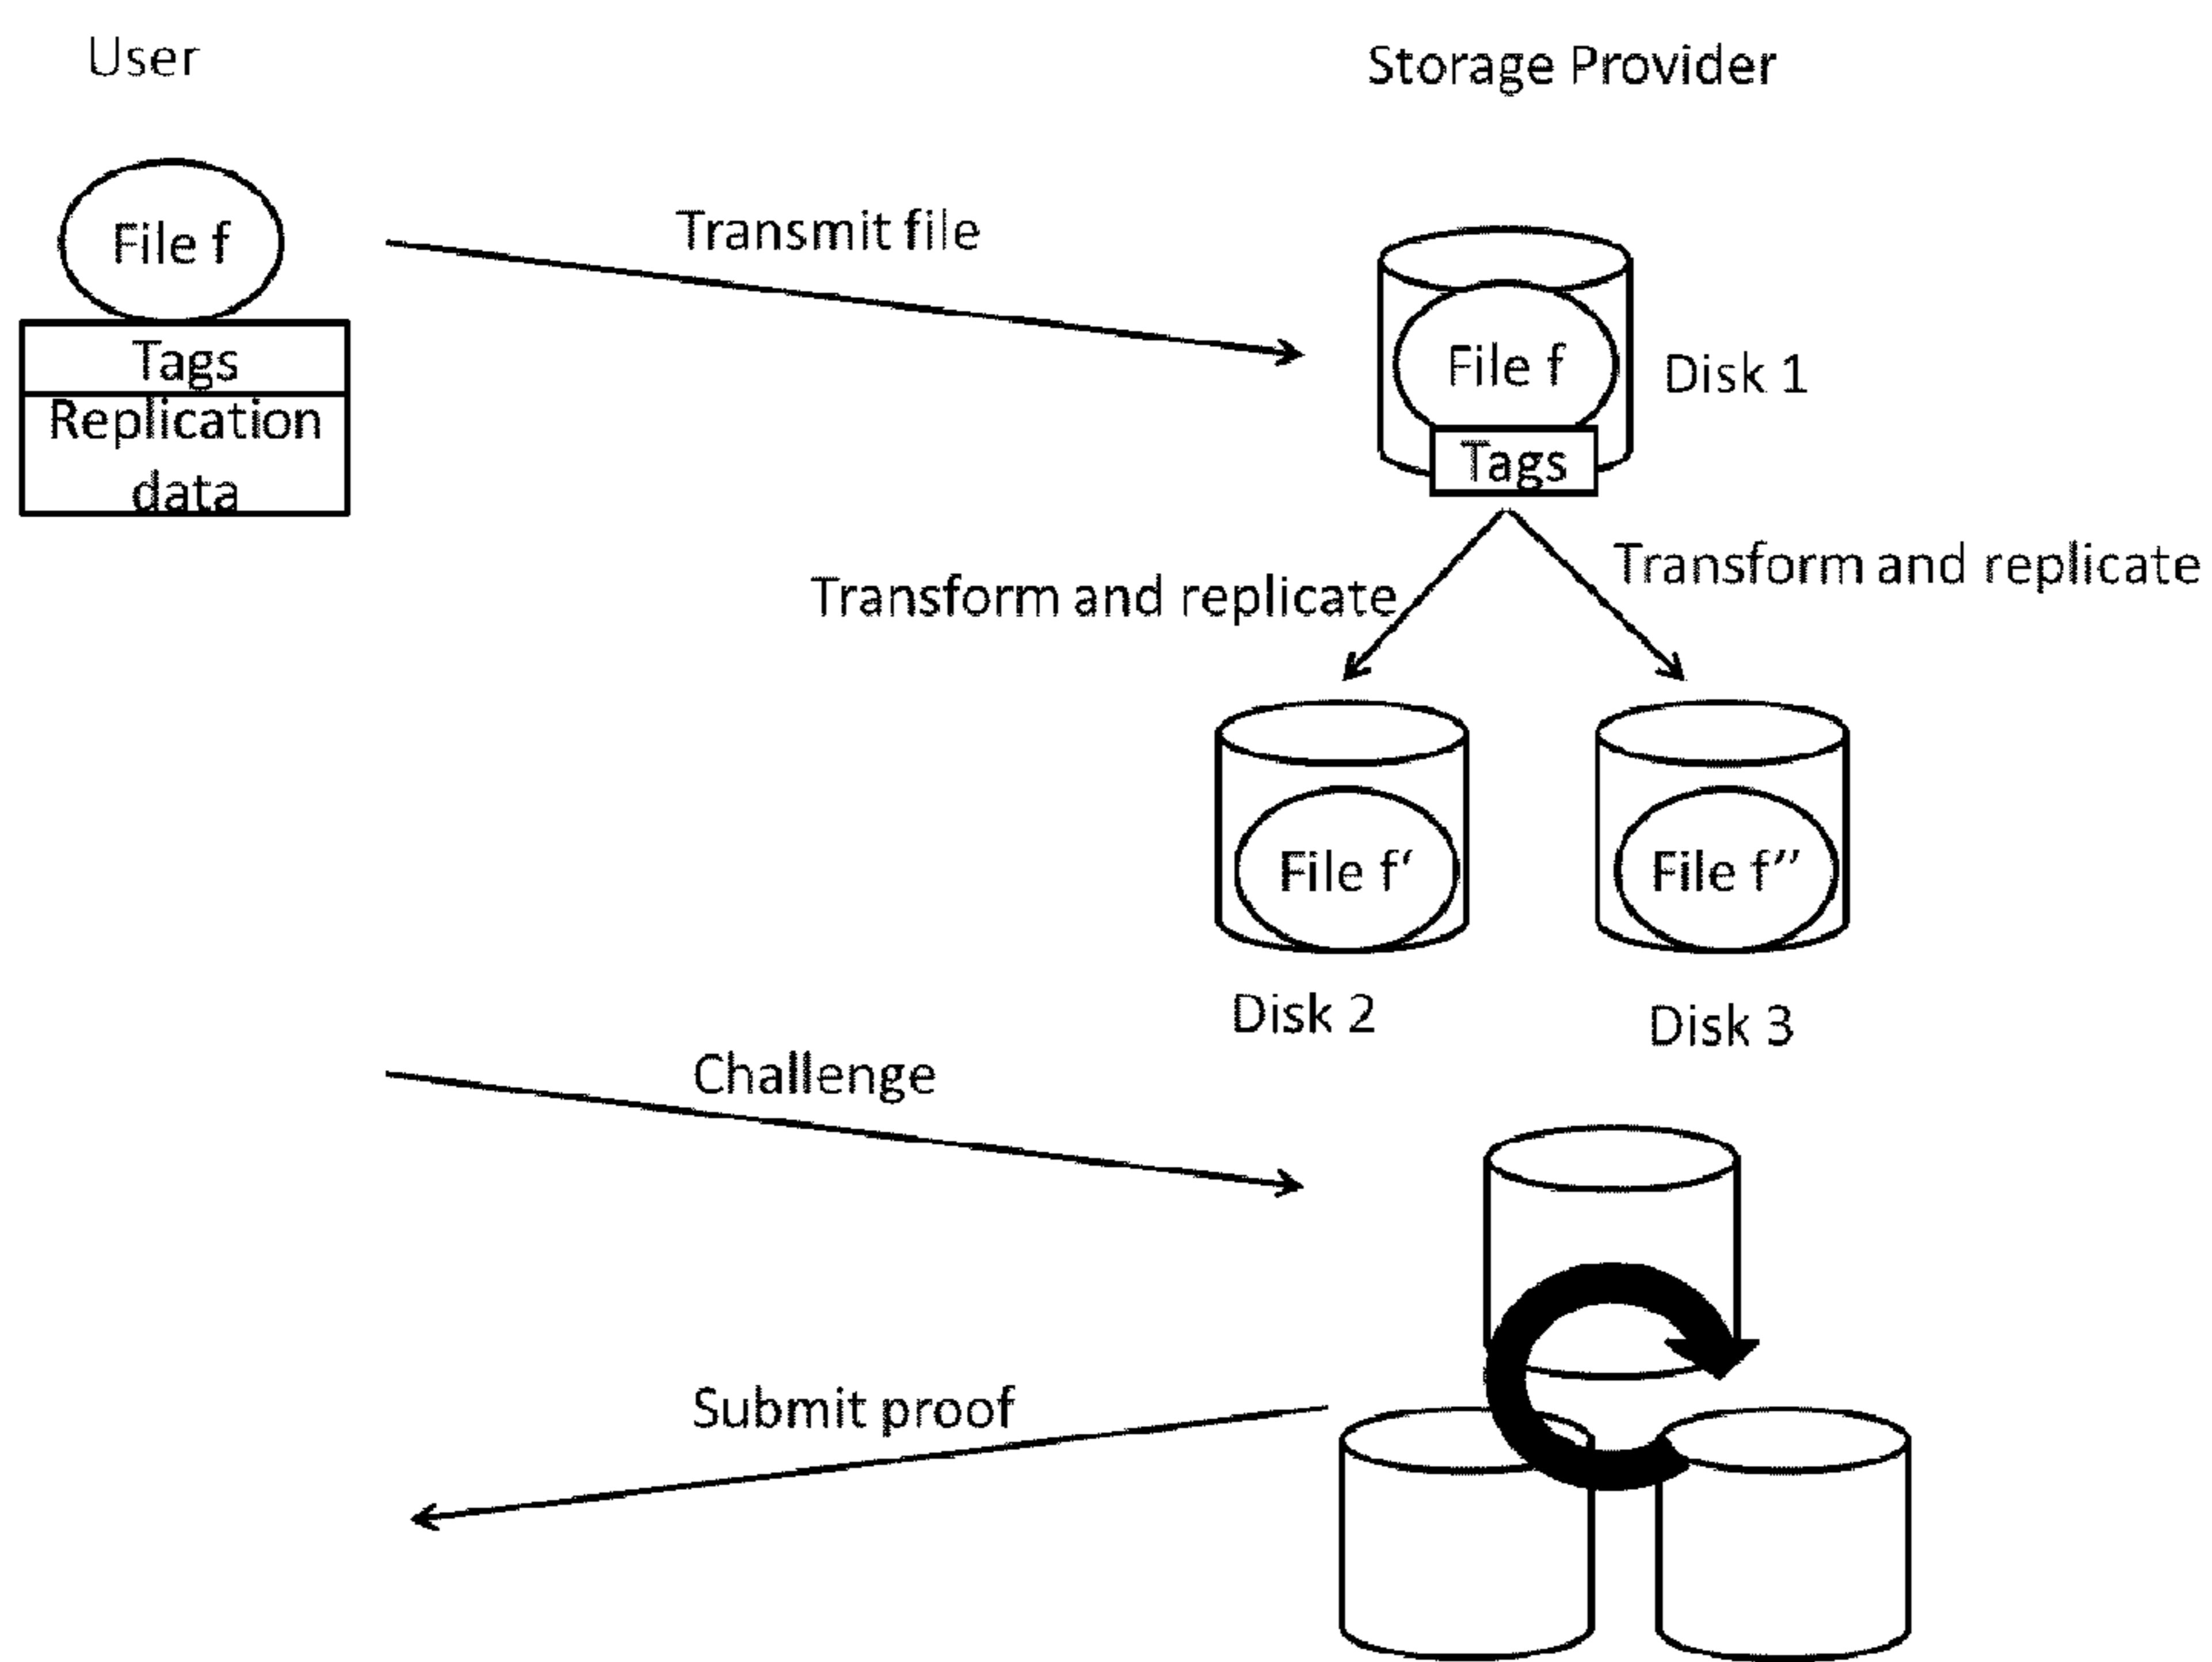 User
Storage Provider
File f
Tags
Replication
data
Transmit file
File f
Tags
Disk 1
Transform and replicate
Transform and replicate
File f‘
File f’’
Disk 2
Disk 3
Challenge
Submit proof